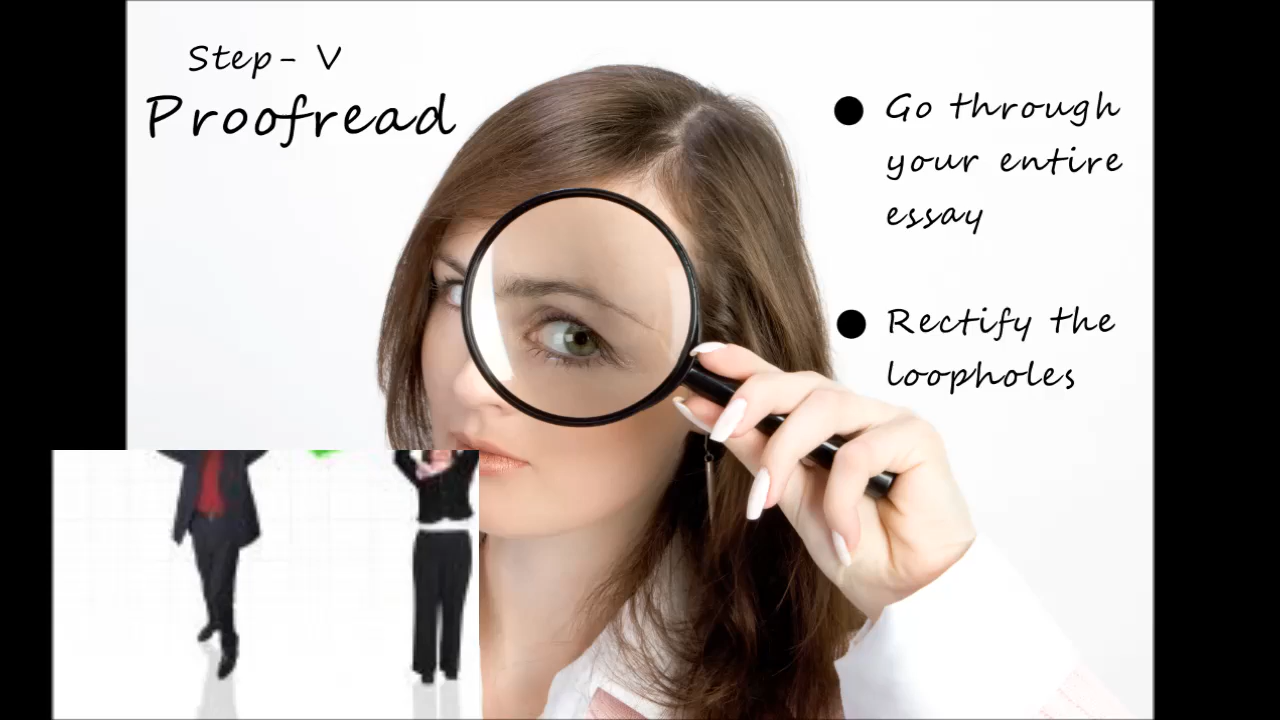 Step- V
Proofread
● Go through
your entire
essay
● Rectify the
loopholes